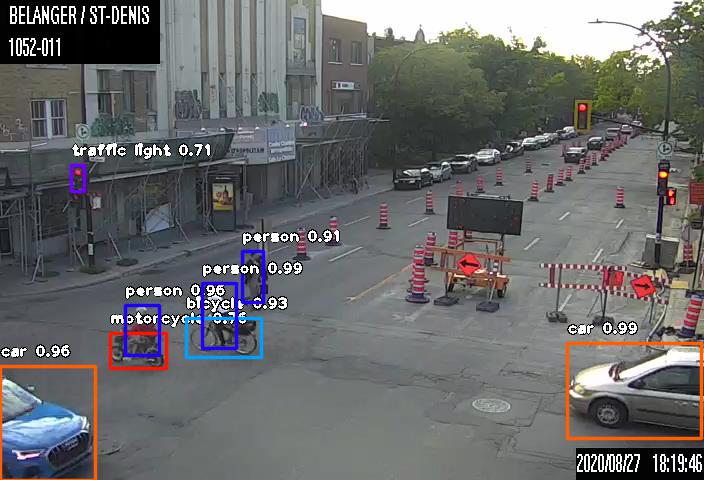 BELANGER / ST-DENIS
1052-011
traffic light 0.71
person 0.91
person 0.99
person 0.96
bicycle 0.93
motorcycle 0.76
car 0.99
car 0.96
2020/08/27 18:19:46